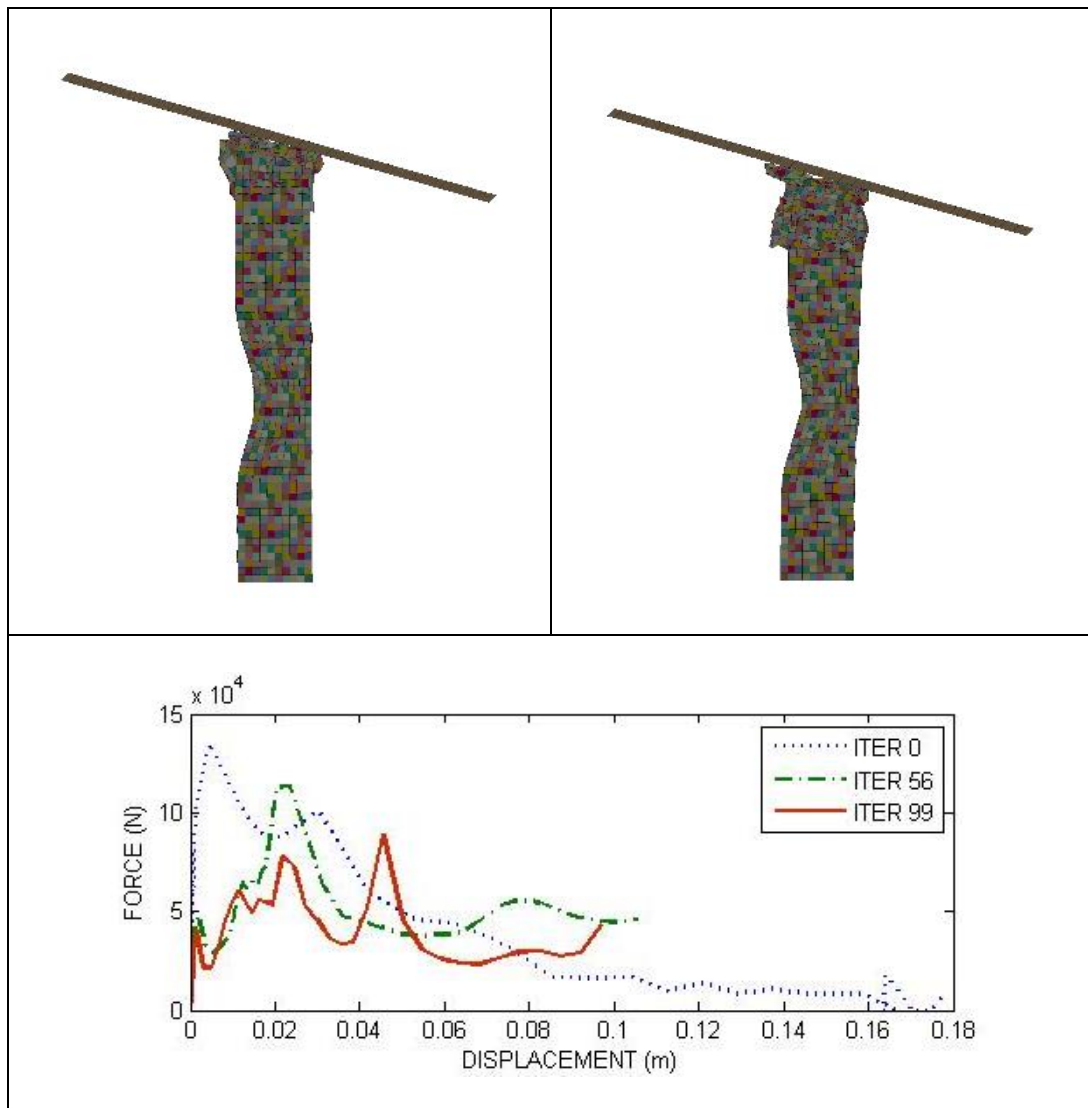 x 10^4
15
10
5
0
FORCE (N)
ITER 0
ITER 56
ITER 99
0 0.02 0.04 0.06 0.08 0.1 0.12 0.14 0.16 0.18
DISPLACEMENT (m)